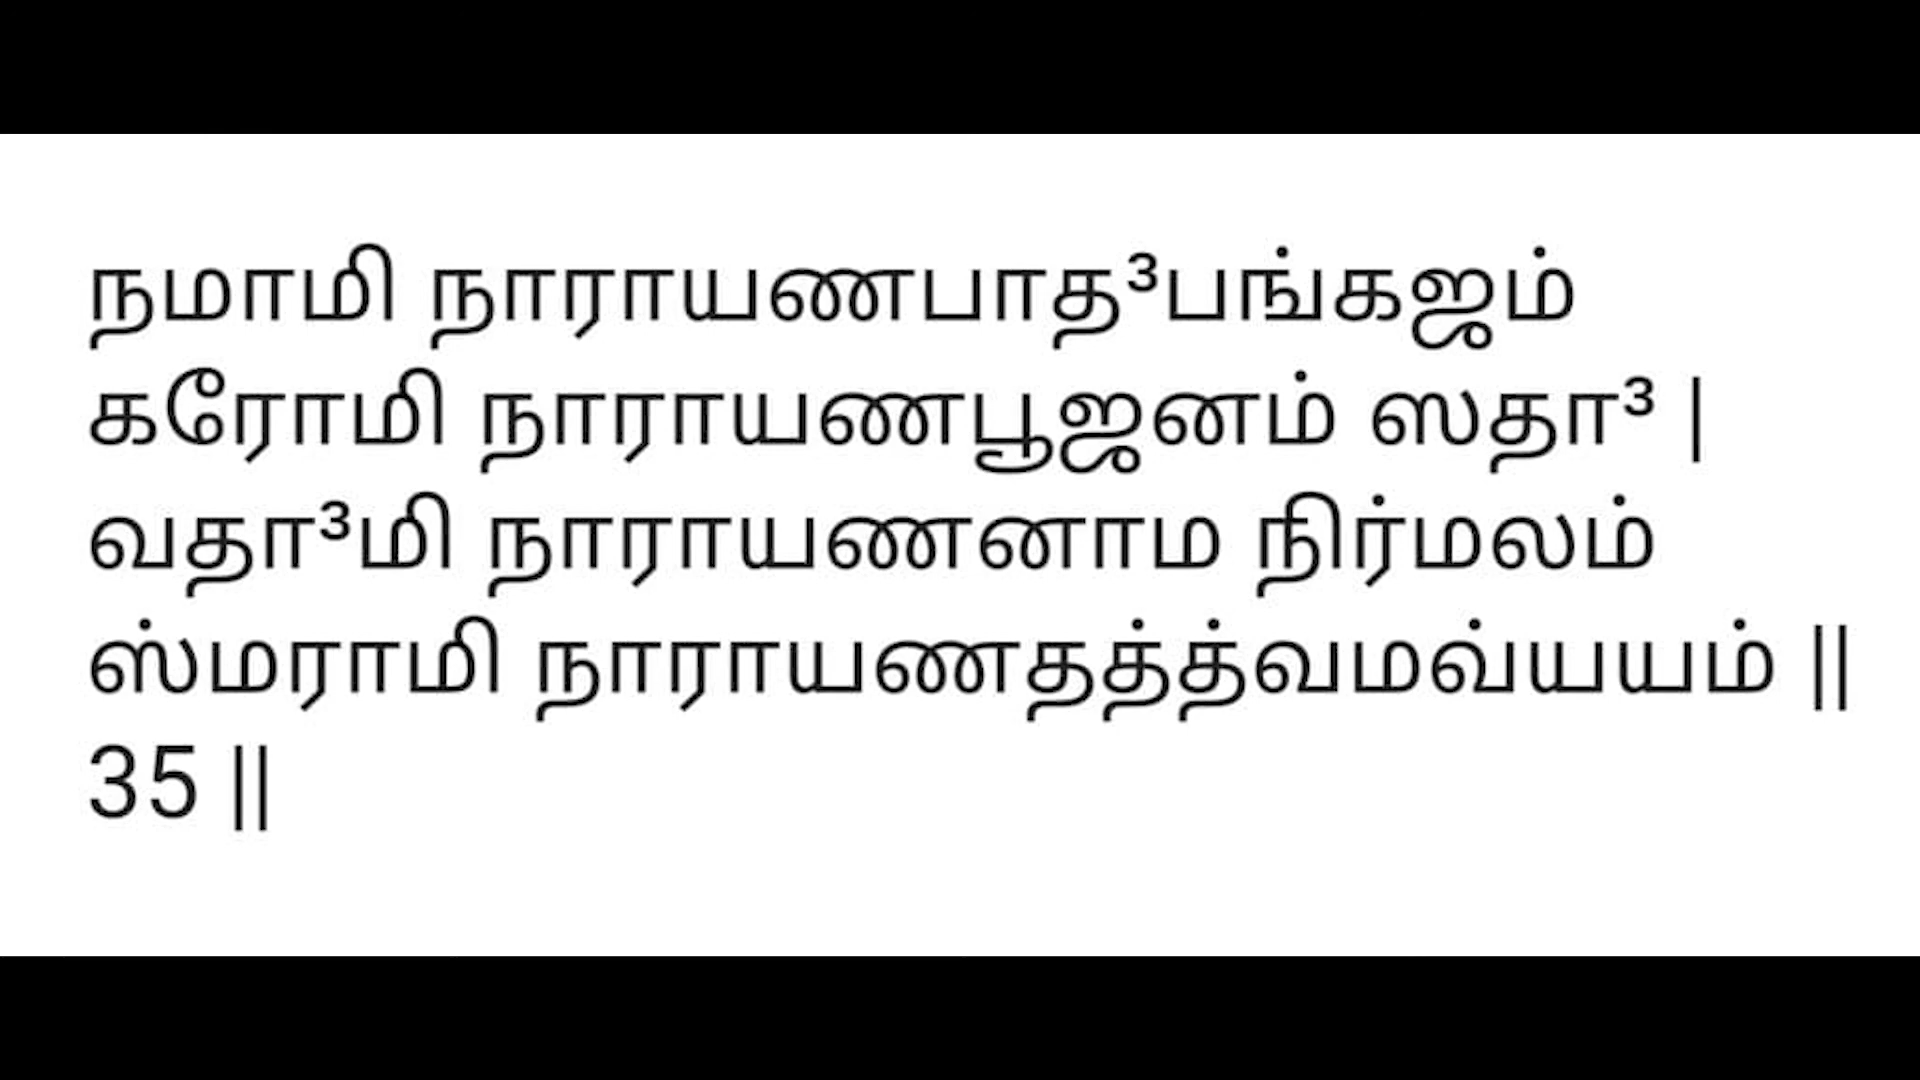 நமாமி நாராயணபாத³பங்கஜம்
கரோமி நாராயணபூஜனம் ஸதா³ |
வதா³மி நாராயணனாம நிர்மலம்
ஸ்மராமி நாராயணதத்த்வமவ்யயம் ||
35 ||